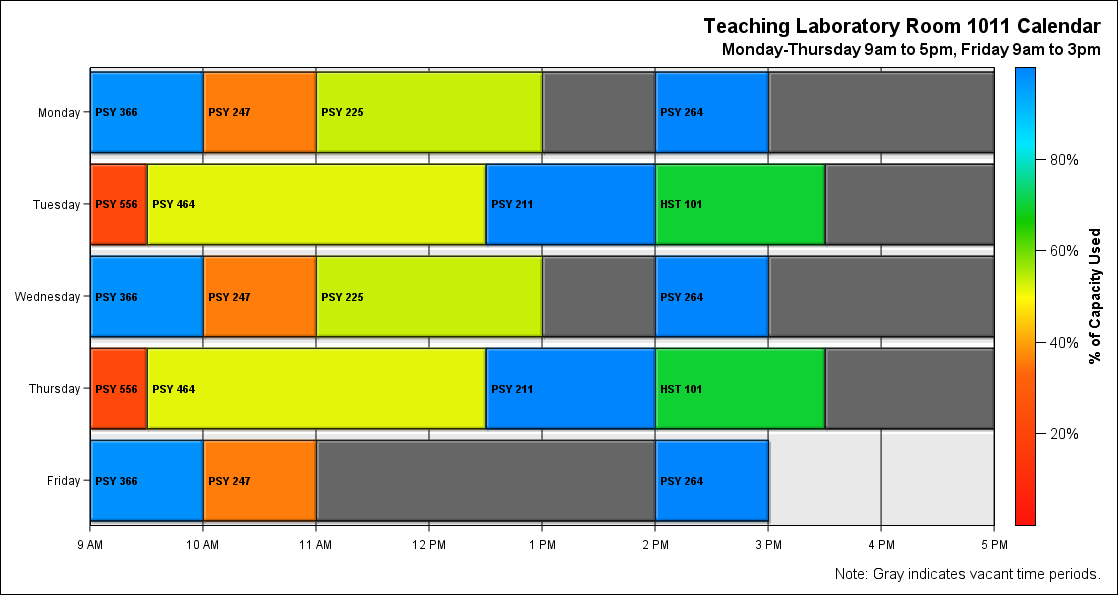 Teaching Laboratory Room 1011 Calendar
Monday-Thursday 9am to 5pm, Friday 9am to 3pm
Monday
PSY 366
PSY 247
PSY 225
PSY 264
Tuesday
PSY 556
PSY 464
PSY 211
HST 101
Wednesday
PSY 366
PSY 247
PSY 225
PSY 264
Thursday
PSY 556
PSY 464
PSY 211
HST 101
Friday
PSY 366
PSY 247
PSY 264
9 AM
10 AM
11 AM
12 PM
1 PM
2 PM
3 PM
4 PM
5 PM
80%
60%
40%
20%
% of Capacity Used
Note: Gray indicates vacant time periods.